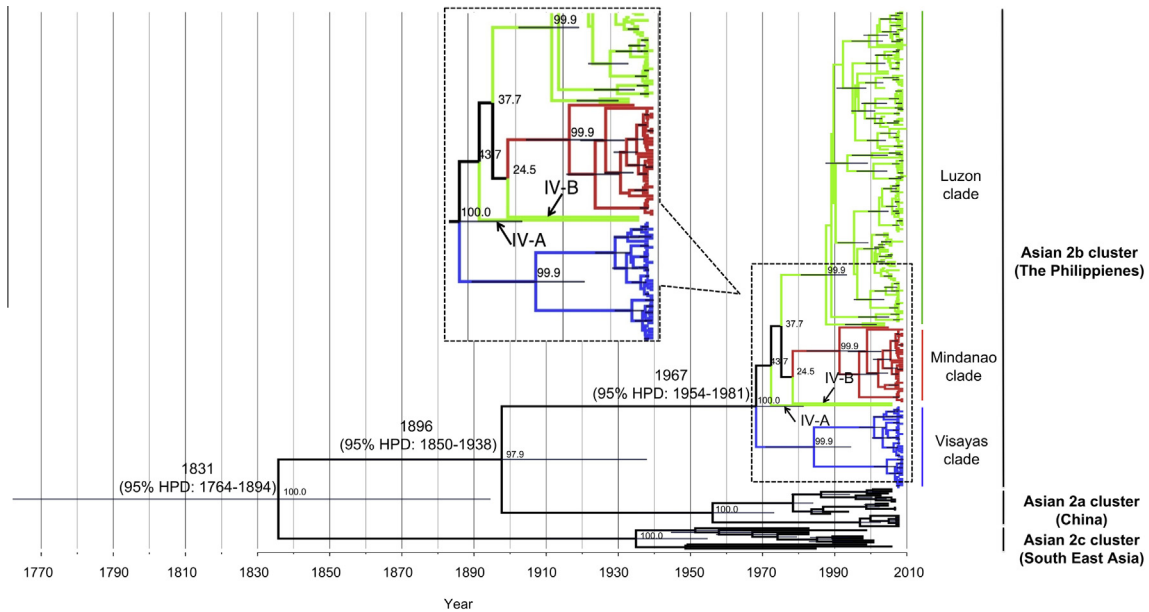 99.9
37.7
43.7
99.9
24.5
IV-B
100.0
IV-A
99.9
Luzon
clade
Asian 2b cluster
(The Philippienes)
99.9
37.7
43.7
99.9
24.5
IV-B
Mindanao
clade
1967
(95% HPD: 1954-1981)
100.0
IV-A
99.9
Visayas
clade
1896
(95% HPD: 1850-1938)
97.9
1831
(95% HPD: 1764-1894)
100.0
100.0
Asian 2a cluster
(China)
100.0
Asian 2c cluster
(South East Asia)
1770 1790 1810 1830 1850 1870 1890 1910 1930 1950 1970 1990 2010
Year